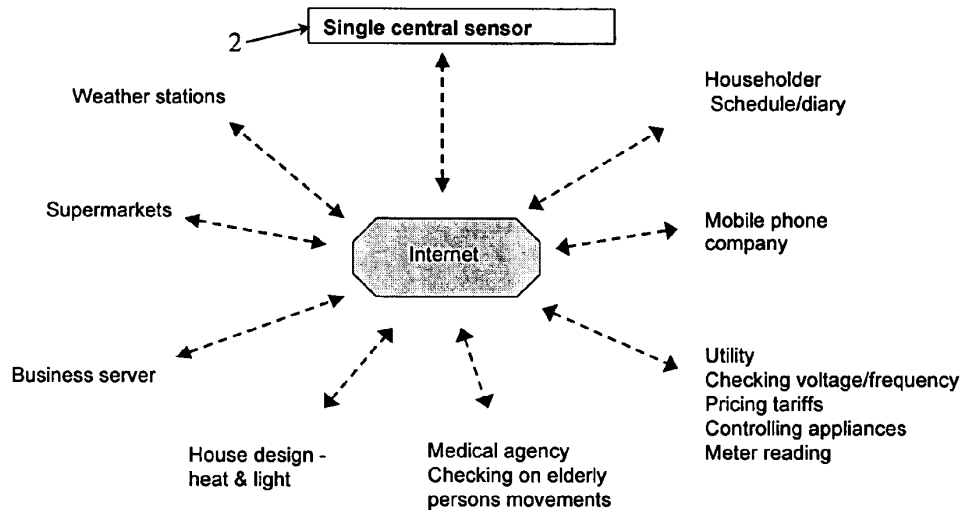 2
Single central sensor
Weather stations
Householder
Schedule/diary
Supermarkets
Internet
Mobile phone
company
Business server
Utility
Checking voltage/frequency
Pricing tariffs
Controlling appliances
Meter reading
House design -
heat & light
Medical agency
Checking on elderly
persons movements